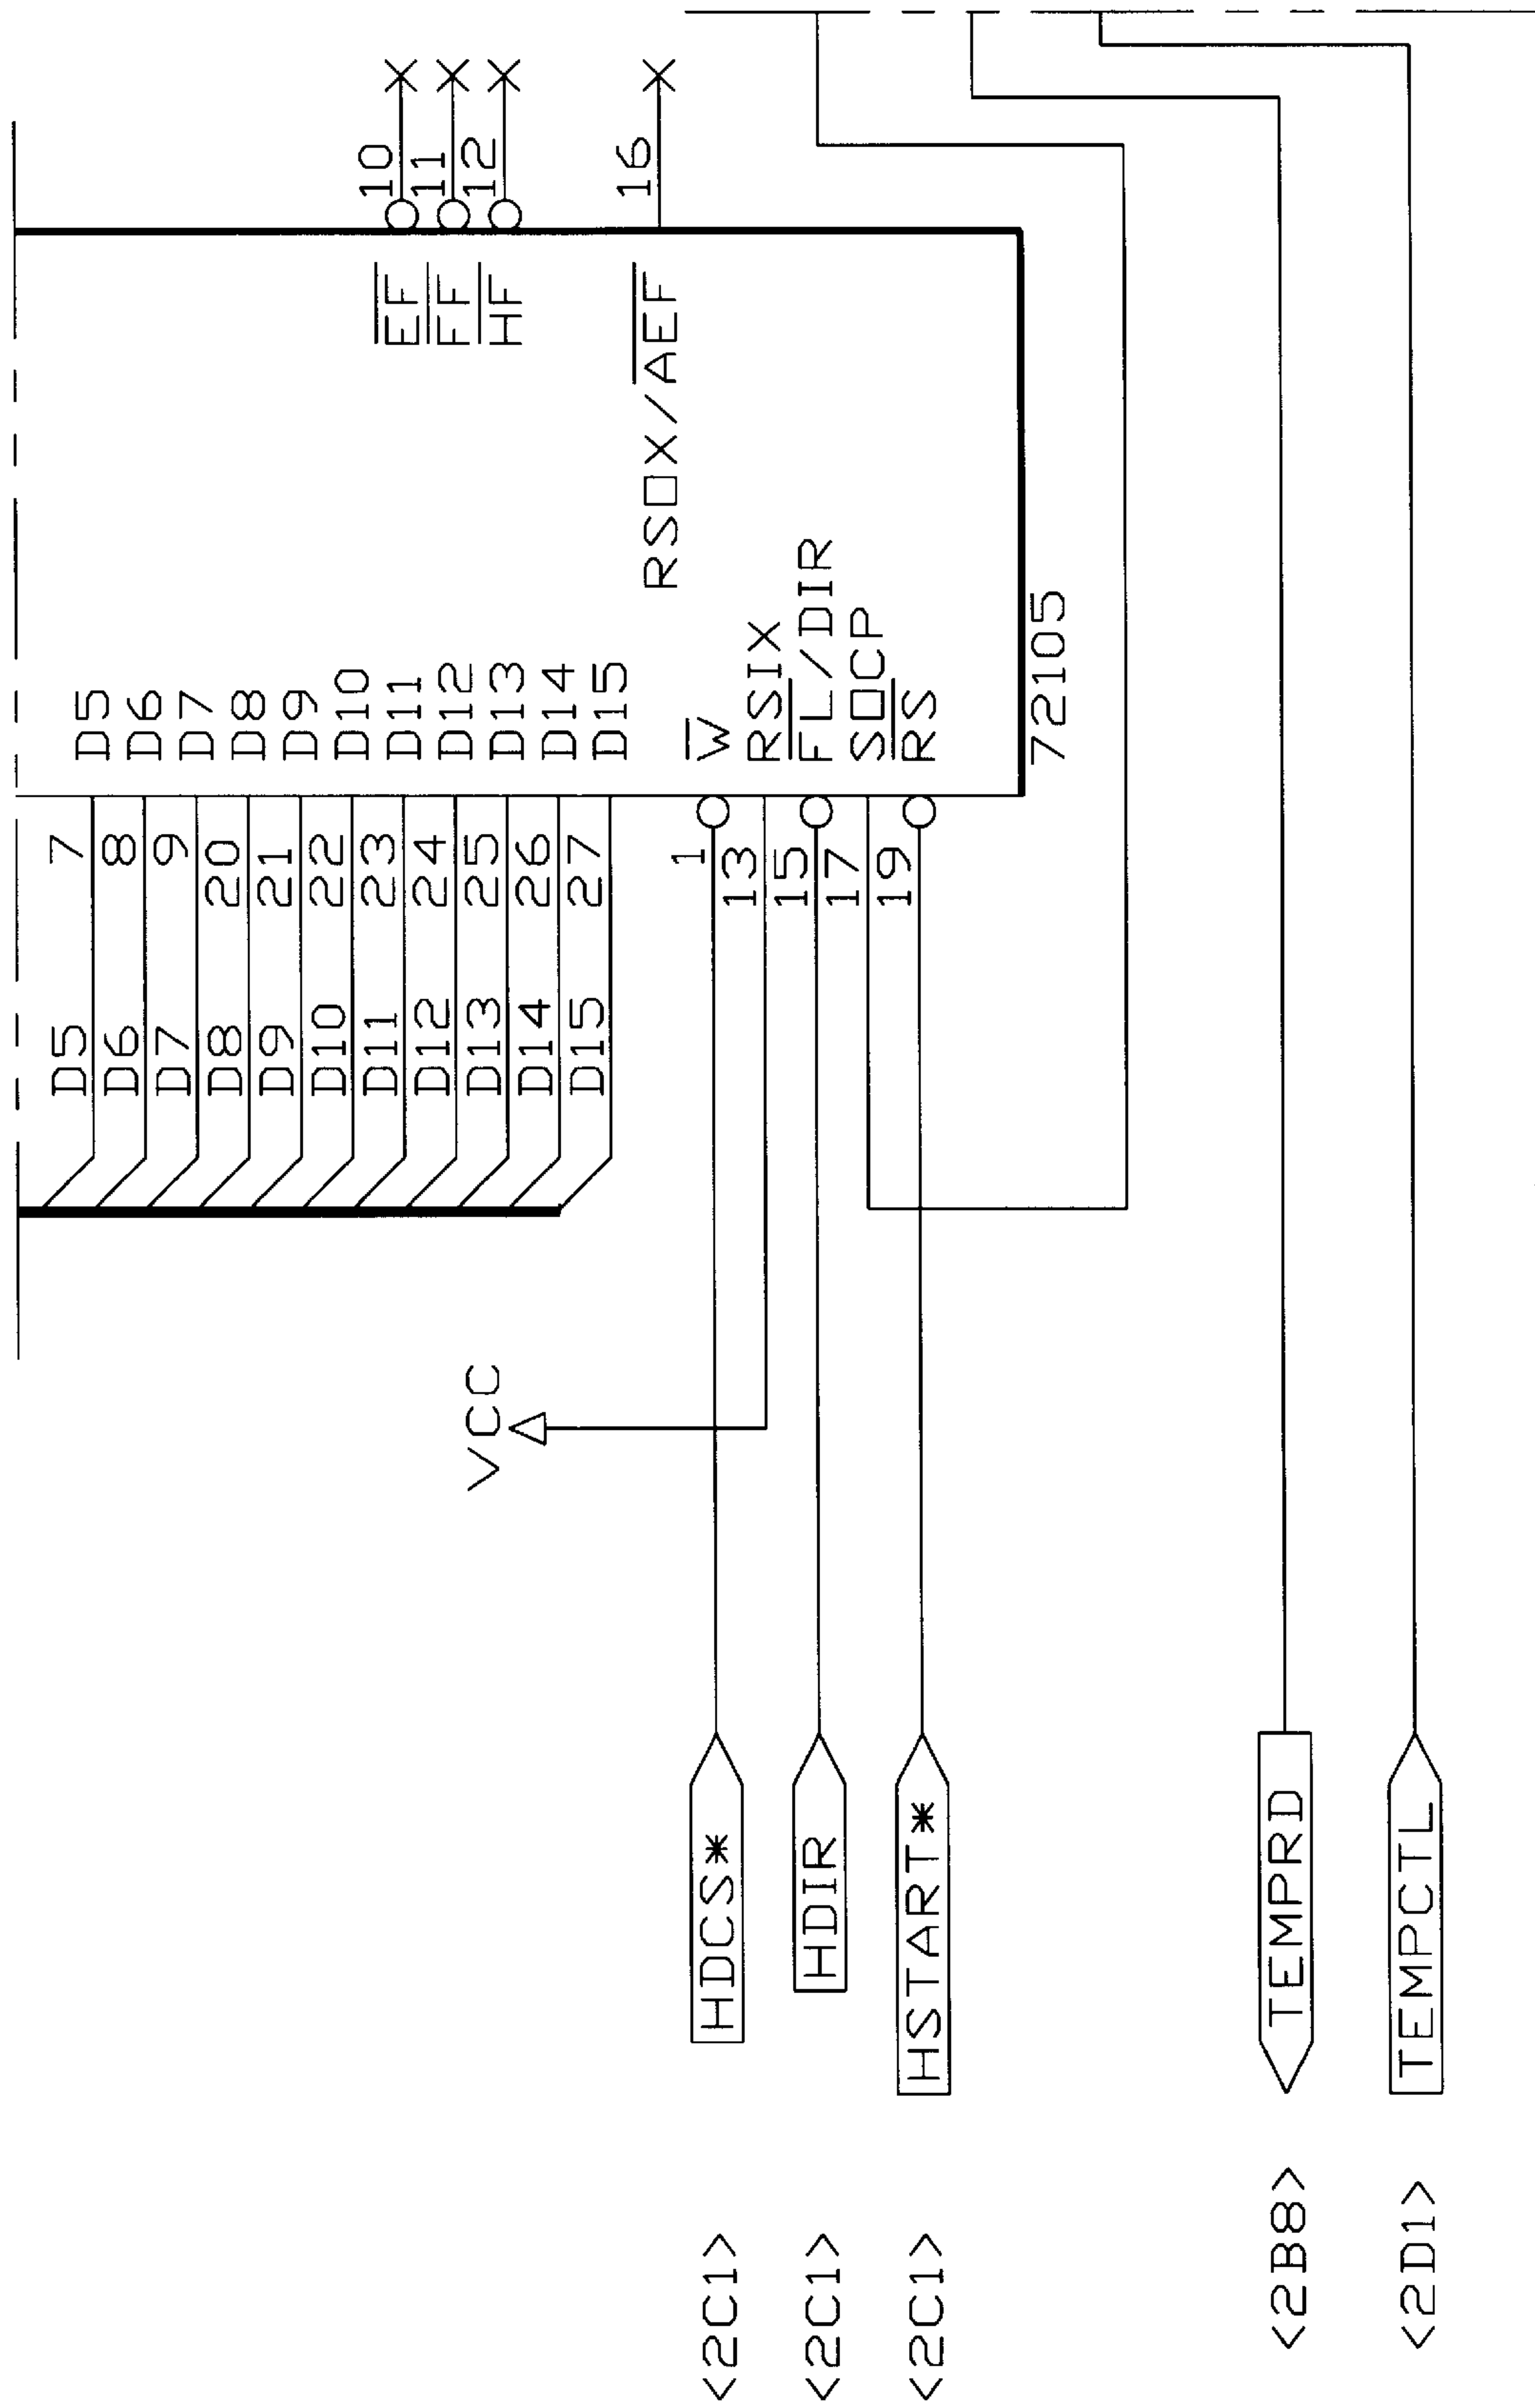 D5 7 D5
D6 8 D6
D7 9 D7
D8 20 D8
D9 21 D9
D10 22 D10
D11 23 D11 EF 10
D12 24 D12 FF 11
VCC D13 25 D13 HF 12
D14 26 D14
D15 27 D15
RSOX/AEF 16
<2C1> HDCS* 1 W
13 RSIX
<2C1> HDIR 15 FL/DIR
17 SOCP
<2C1> HSTART* 19 RS
72105
<2B8> TEMPRD
<2D1> TEMPCTL